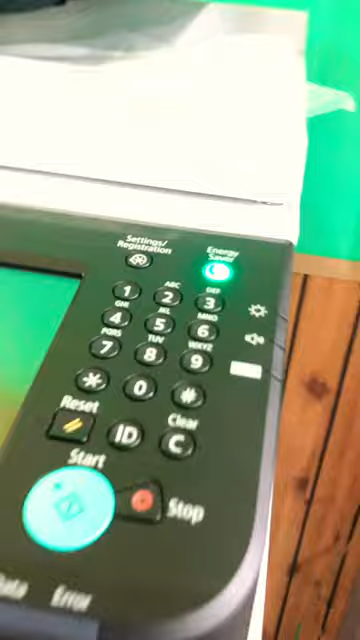 Settings/
Registration
Energy
Saver
1 2 ABC 3 DEF
4 GHI 5 JKL 6 MNO
7 PQRS 8 TUV 9 WXYZ
* 0 #
Reset
Clear
ID C
Start
Stop
Data Error